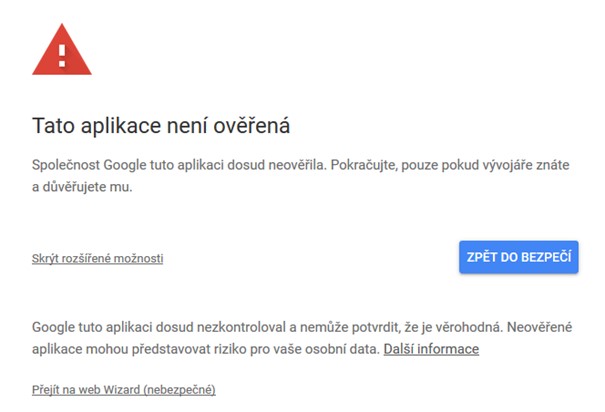 Tato aplikace není ověřená
Společnost Google tuto aplikaci dosud neověřila. Pokračujte, pouze pokud vývojáře znáte
a důvěřujete mu.
Skrýt rozšířené možnosti
ZPĚT DO BEZPEČÍ
Google tuto aplikaci dosud nezkontroloval a nemůže potvrdit, že je věrohodná. Neověřené
aplikace mohou představovat riziko pro vaše osobní data. Další informace
Přejít na web Wizard (nebezpečné)